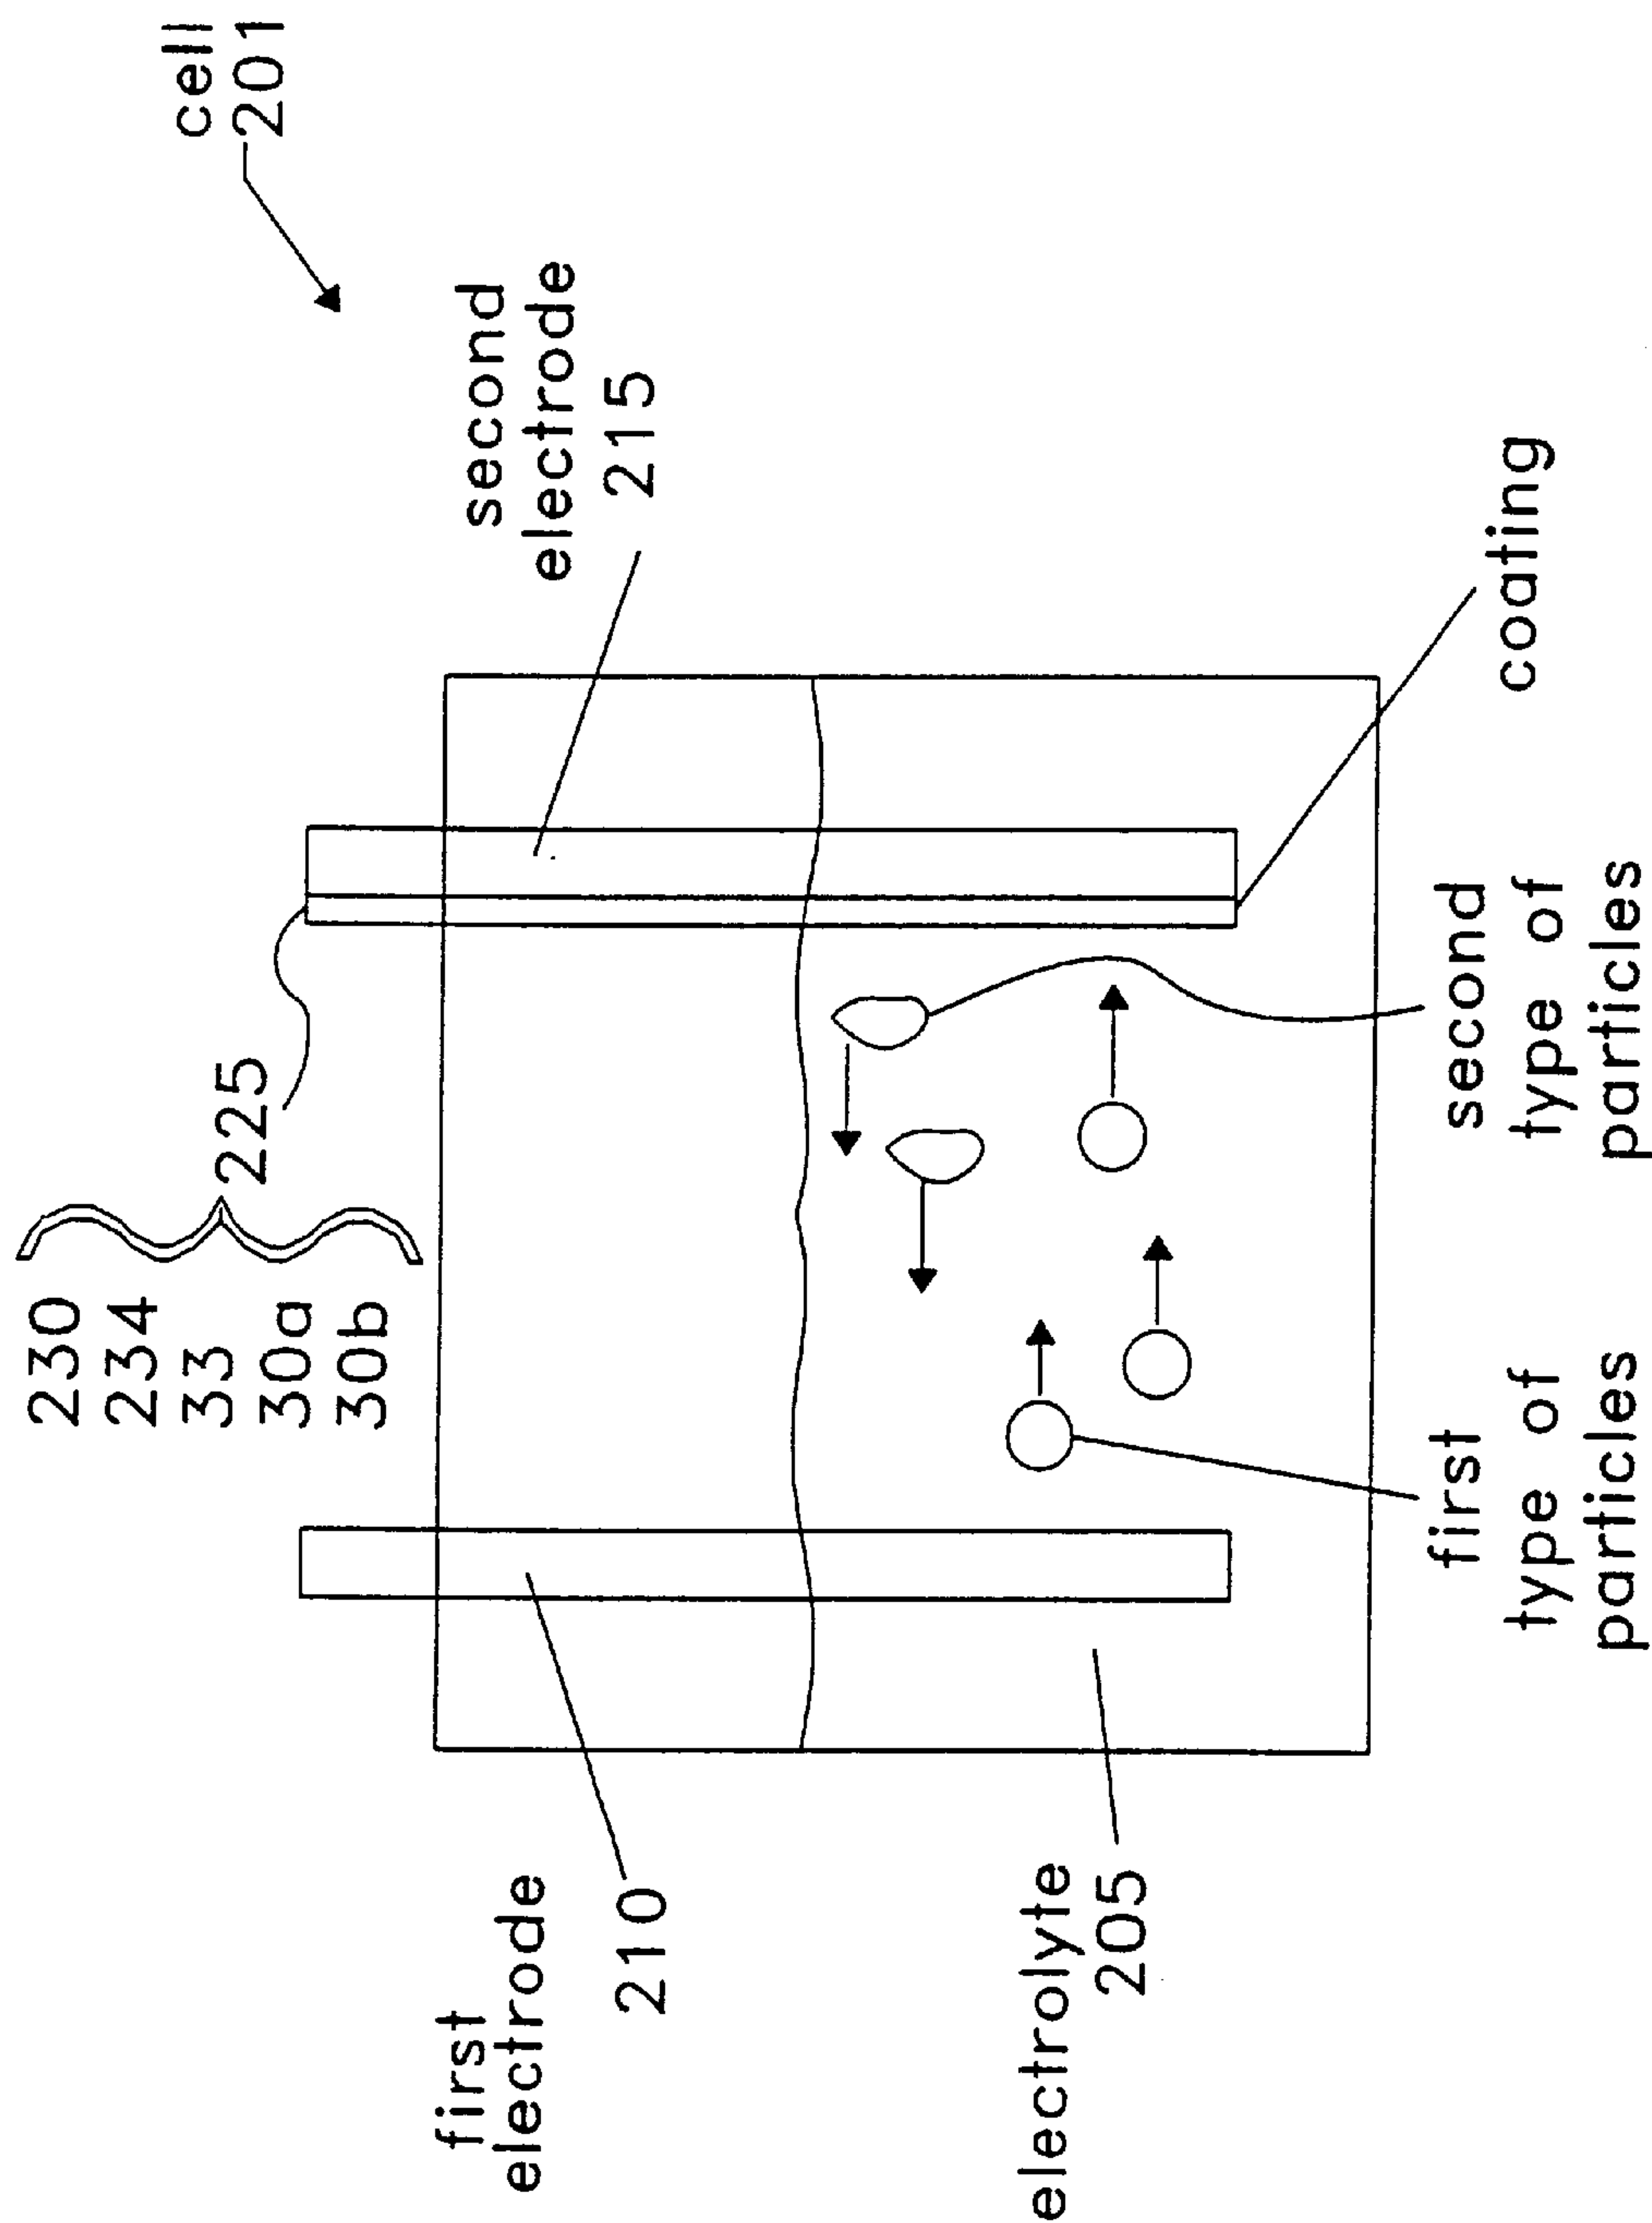 cell
201
second
electrode
215
230
234
33
30a
30b
225
first
electrode
210
electrolyte
205
coating
second
type of
particles
first
type of
particles